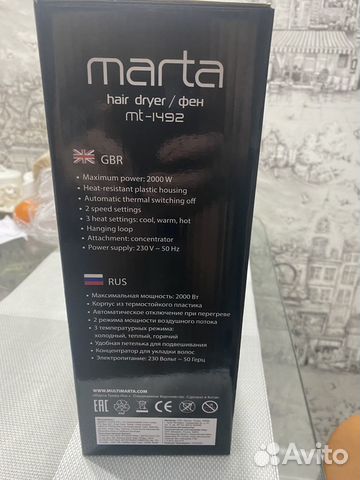 marta
hair dryer / фен
mt-1492
GBR
• Maximum power: 2000 W
• Heat-resistant plastic housing
• Automatic thermal switching off
• 2 speed settings
• 3 heat settings: cool, warm, hot
• Hanging loop
• Attachment: concentrator
• Power supply: 230 V ~ 50 Hz
RUS
• Максимальная мощность: 2000 Вт
• Корпус из термостойкого пластика
• Автоматическое отключение при перегреве
• 2 режима мощности воздушного потока
• 3 температурных режима:
холодный, теплый, горячий
• Удобная петелька для подвешивания
• Концентратор для укладки волос
• Электропитание: 230 Вольт ~ 50 Герц
WWW.MULTIMARTA.COM
EAC
CE
Avito